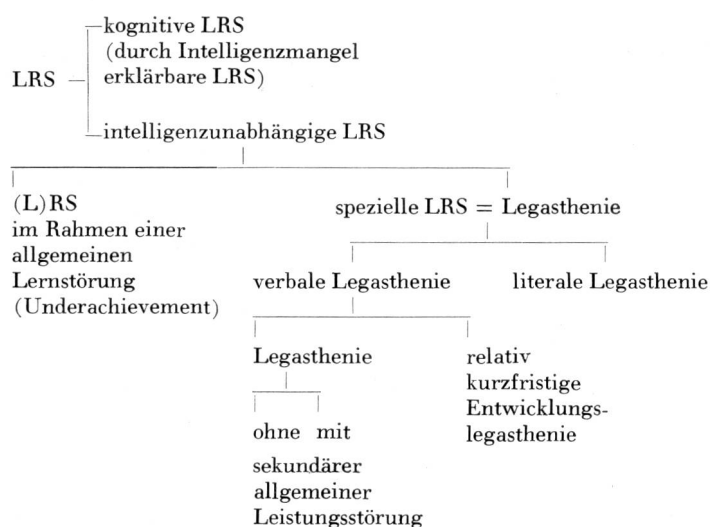 kognitive LRS
(durch Intelligenzmangel
LRS erklärbare LRS)
intelligenzunabhängige LRS
(L)RS spezielle LRS = Legasthenie
im Rahmen einer
allgemeinen
Lernstörung verbale Legasthenie literale Legasthenie
(Underachievement)
Legasthenie relativ
kurzfristige
Entwicklungs-
ohne mit legasthenie
sekundärer
allgemeiner
Leistungsstörung